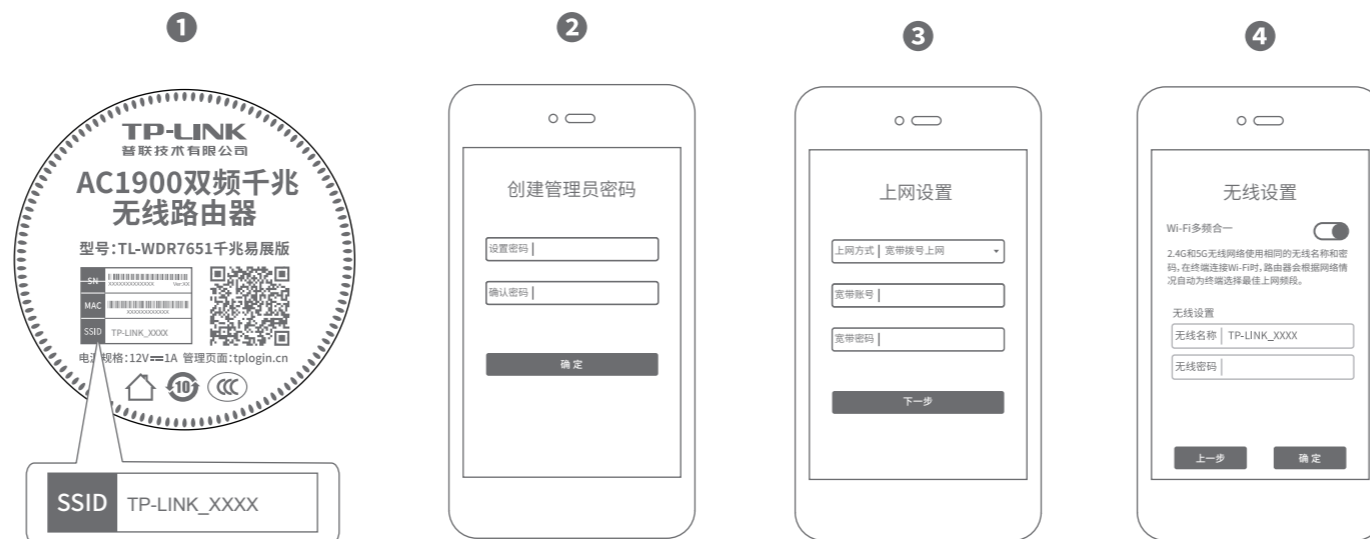 1
TP-LINK
普联技术有限公司
AC1900双频千兆
无线路由器
型号:TL-WDR7651千兆易展版
SN
XXXXXXXXXXXXX Ver:XX
MAC
XXXXXXXXXXXX
SSID TP-LINK_XXXX
电源规格:12V⎓1A 管理页面:tplogin.cn
10
CCC
SSID TP-LINK_XXXX
2
创建管理员密码
设置密码
确认密码
确 定
3
上网设置
上网方式 宽带拨号上网
宽带账号
宽带密码
下一步
4
无线设置
Wi-Fi多频合一
2.4G和5G无线网络使用相同的无线名称和密
码,在终端连接Wi-Fi时,路由器会根据网络情
况自动为终端选择最佳上网频段。
无线设置
无线名称 TP-LINK_XXXX
无线密码
上一步 确 定